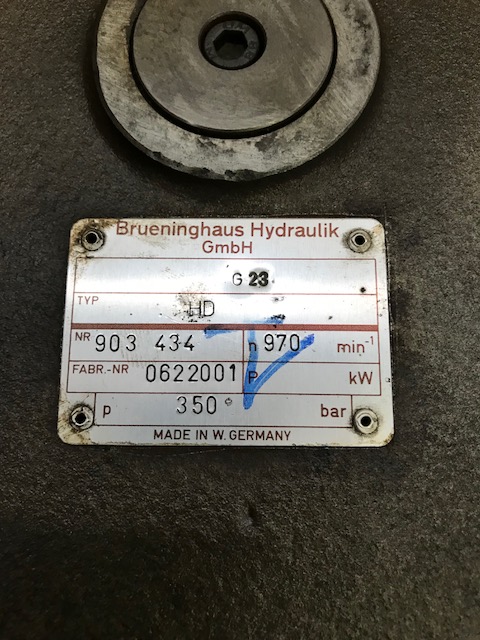 Brueninghaus Hydraulik
GmbH
G 23
TYP HD
NR 903 434 n 970 min-1
FABR.-NR 0622001 P kW
p 350 bar
MADE IN W. GERMANY